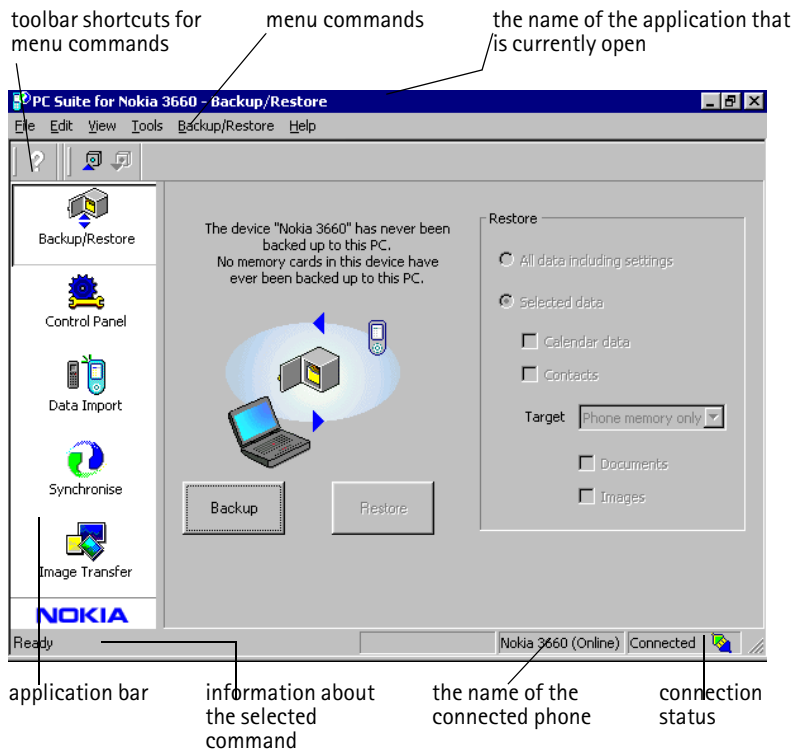 toolbar shortcuts for
menu commands
menu commands
the name of the application that
is currently open
PC Suite for Nokia 3660 - Backup/Restore
File Edit View Tools Backup/Restore Help
Backup/Restore
Control Panel
Data Import
Synchronise
Image Transfer
NOKIA
The device "Nokia 3660" has never been
backed up to this PC.
No memory cards in this device have
ever been backed up to this PC.
Backup
Restore
Restore
All data including settings
Selected data
Calendar data
Contacts
Target Phone memory only
Documents
Images
Ready
Nokia 3660 (Online) Connected
application bar
information about
the selected
command
the name of the
connected phone
connection
status